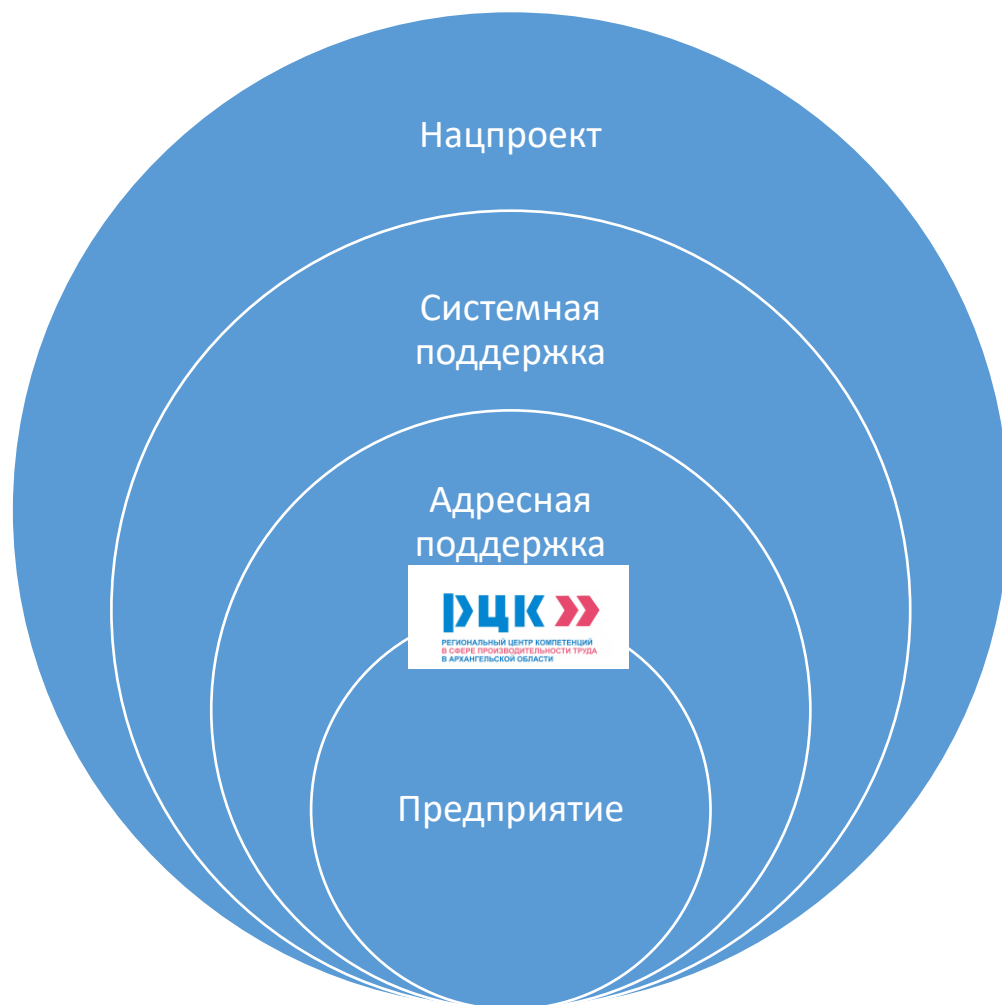 Нацпроект
Системная
поддержка
Адресная
поддержка
рцк
РЕГИОНАЛЬНЫЙ ЦЕНТР КОМПЕТЕНЦИЙ
В СФЕРЕ ПРОИЗВОДИТЕЛЬНОСТИ ТРУДА
В АРХАНГЕЛЬСКОЙ ОБЛАСТИ
Предприятие